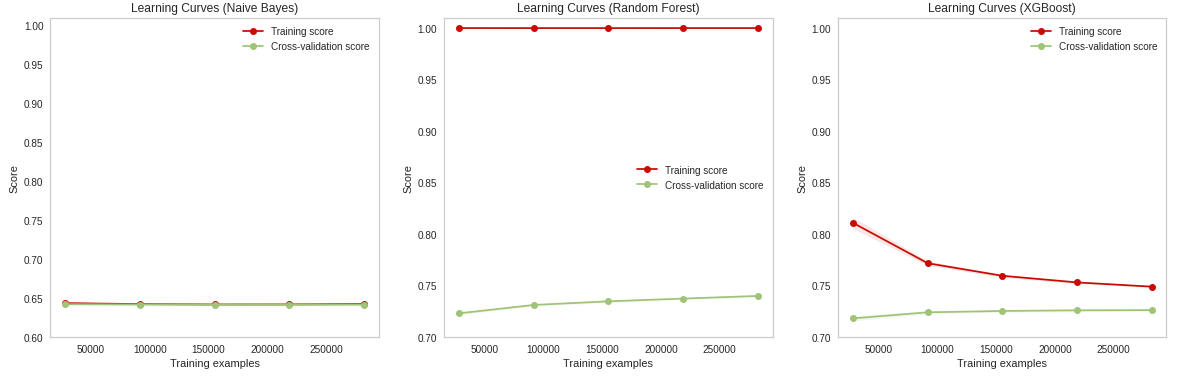 Learning Curves (Naive Bayes)
1.01
0.95
0.90
0.85
0.80
0.75
0.70
0.65
0.60
Score
50000 100000 150000 200000 250000
Training examples
Training score
Cross-validation score
Learning Curves (Random Forest)
1.00
0.95
0.90
0.85
0.80
0.75
0.70
Score
50000 100000 150000 200000 250000
Training examples
Training score
Cross-validation score
Learning Curves (XGBoost)
1.00
0.95
0.90
0.85
0.80
0.75
0.70
Score
50000 100000 150000 200000 250000
Training examples
Training score
Cross-validation score